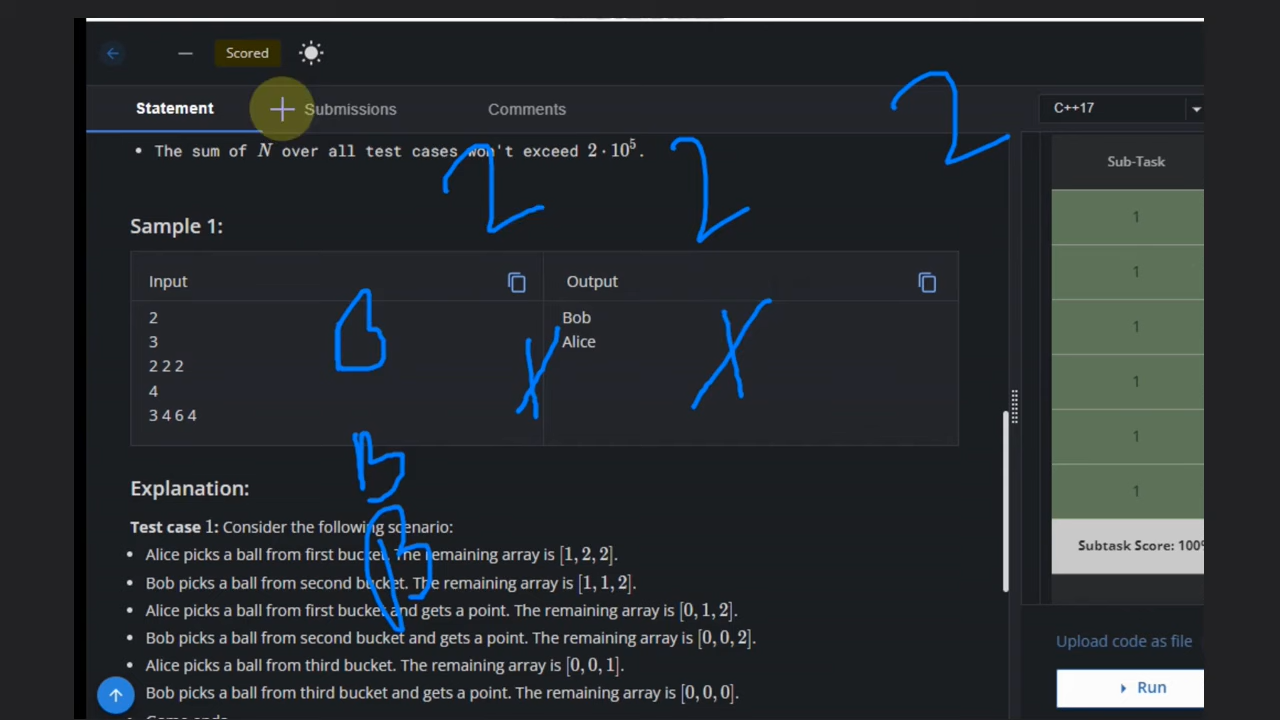 Scored
Statement Submissions Comments C++17
The sum of N over all test cases won't exceed 2 · 10^5.
2 2 2
Sub-Task
1
1
1
1
1
1
Subtask Score: 100%
Sample 1:
Input Output
2
3
2 2 2
4
3 4 6 4
Bob
Alice
B X X
B
B
Explanation:
Test case 1: Consider the following scenario:
• Alice picks a ball from first bucket. The remaining array is [1, 2, 2].
• Bob picks a ball from second bucket. The remaining array is [1, 1, 2].
• Alice picks a ball from first bucket and gets a point. The remaining array is [0, 1, 2].
• Bob picks a ball from second bucket and gets a point. The remaining array is [0, 0, 2].
• Alice picks a ball from third bucket. The remaining array is [0, 0, 1].
Bob picks a ball from third bucket and gets a point. The remaining array is [0, 0, 0].
Upload code as file
Run